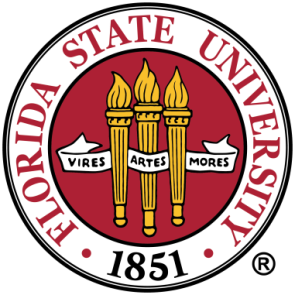 FLORIDA STATE UNIVERSITY
VIRES ARTES MORES
• 1851 •
®